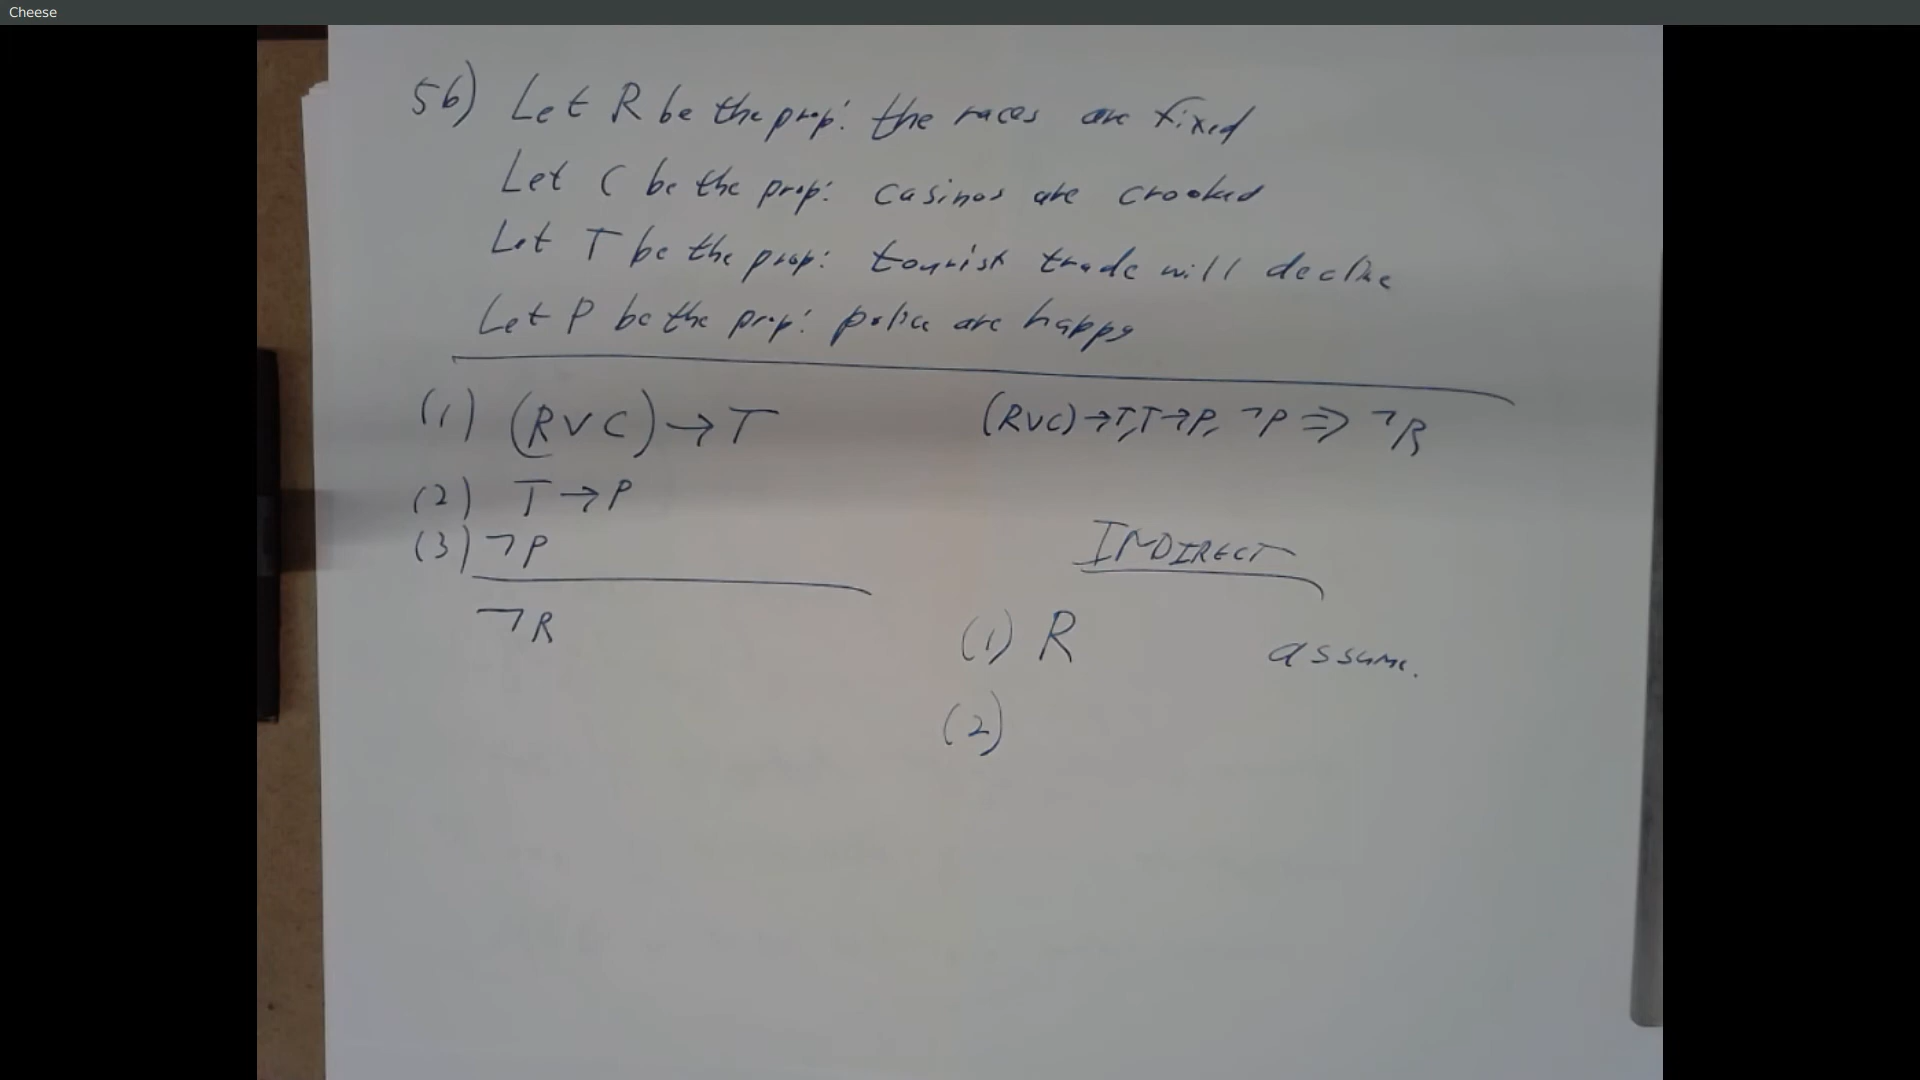 Cheese
56) Let R be the prop: the races are fixed
Let C be the prop: casinos are crooked
Let T be the prop: tourist trade will decline
Let P be the prop: police are happy
(1) (R∨C)→T
(2) T→P
(3) ¬P
¬R
(R∨C)→T, T→P, ¬P ⇒ ¬R
INDIRECT
(1) R assume.
(2)